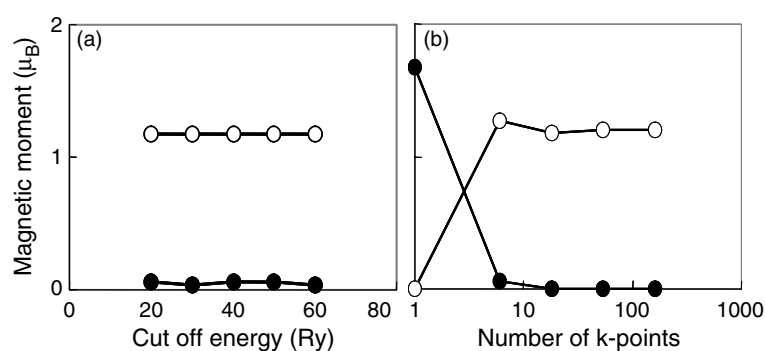 (a)
(b)
Magnetic moment (μB)
2
1
0
0 20 40 60 80
1 10 100 1000
Cut off energy (Ry)
Number of k-points